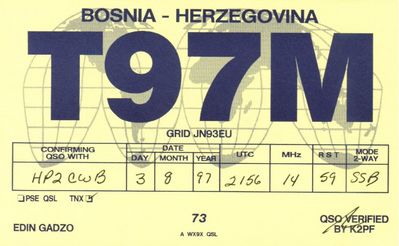 BOSNIA - HERZEGOVINA
T97M
GRID JN93EU
CONFIRMING QSO WITH DATE DAY MONTH YEAR UTC MHz R S T MODE 2-WAY
HP2CWB 3 8 97 2156 14 59 SSB
PSE QSL TNX
73
EDIN GADZO
A WX9X QSL
QSO VERIFIED
BY K2PF